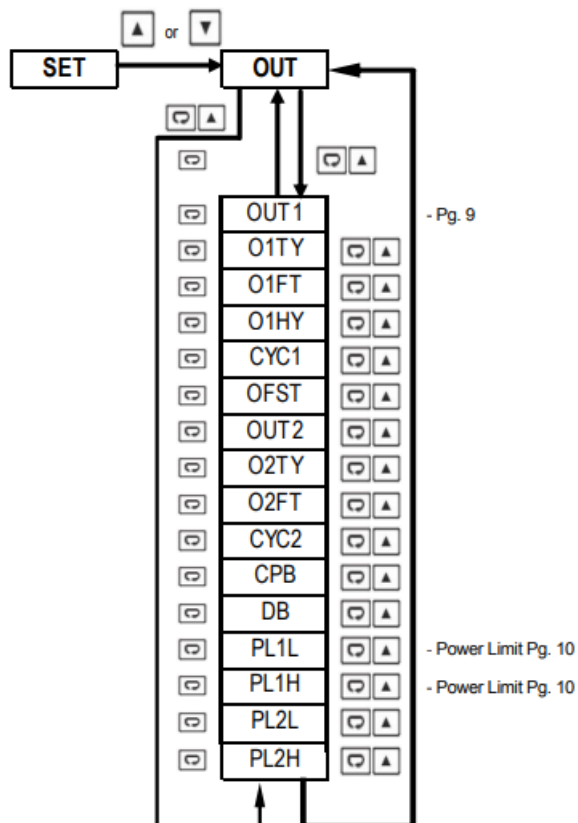 or
SET
OUT
OUT1
- Pg. 9
O1TY
O1FT
O1HY
CYC1
OFST
OUT2
O2TY
O2FT
CYC2
CPB
DB
PL1L
- Power Limit Pg. 10
PL1H
- Power Limit Pg. 10
PL2L
PL2H